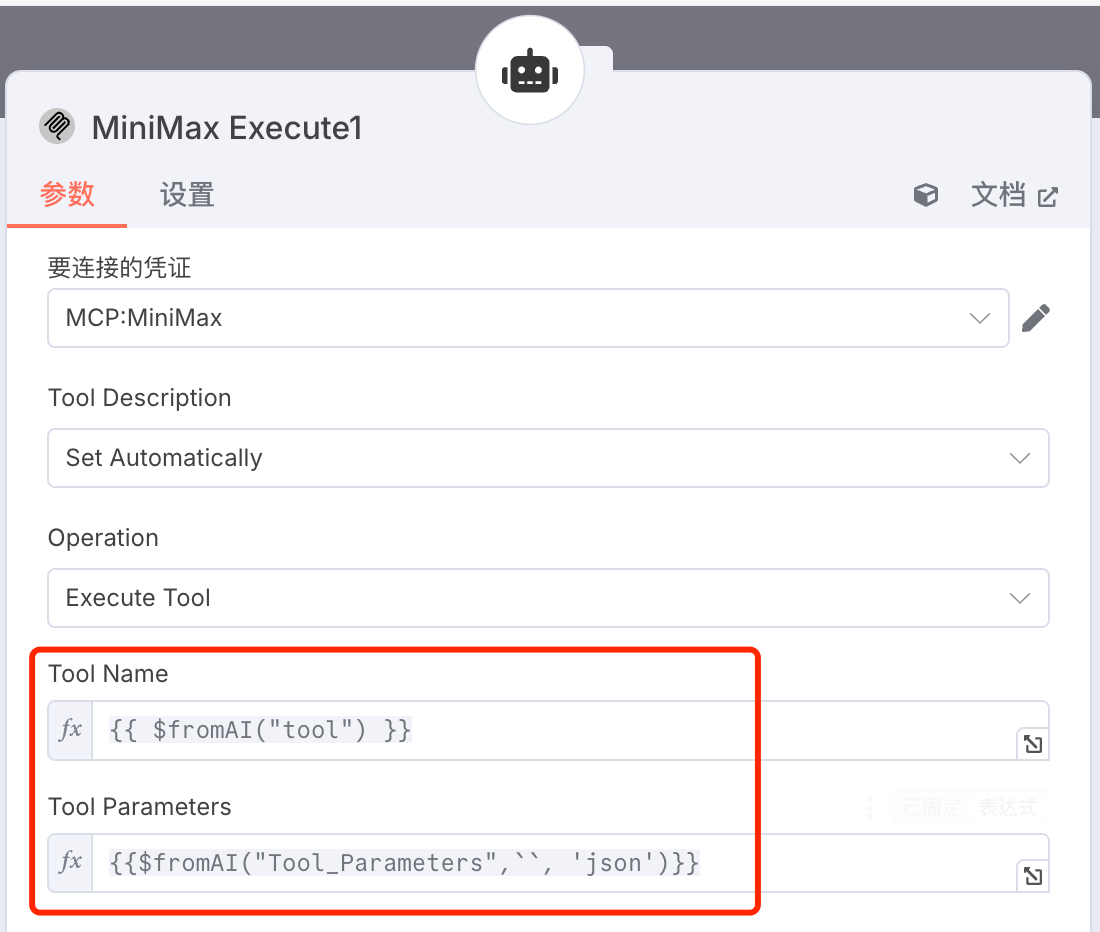 MiniMax Execute1
参数 设置 文档
要连接的凭证
MCP:MiniMax
Tool Description
Set Automatically
Operation
Execute Tool
Tool Name
fx {{ $fromAI("tool") }}
Tool Parameters 已固定 表达式
fx {{$fromAI("Tool_Parameters",``, 'json')}}